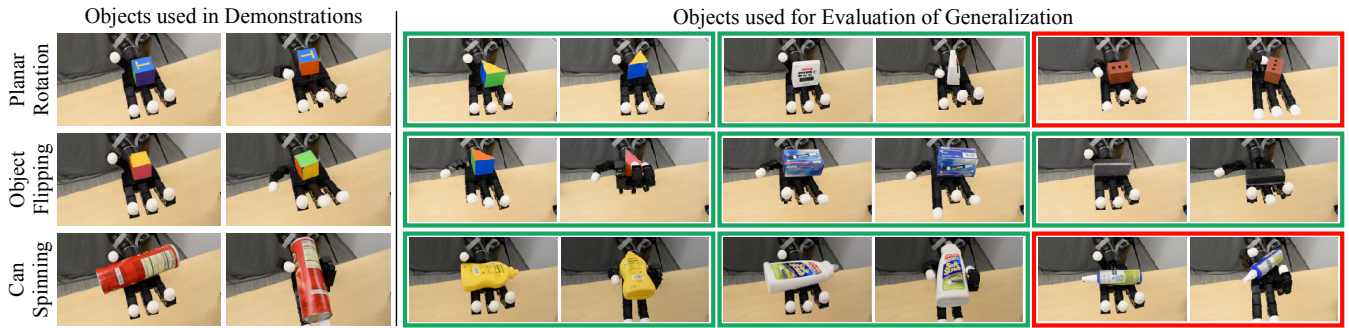 Objects used in Demonstrations
Objects used for Evaluation of Generalization
Planar
Rotation
Object
Flipping
Can
Spinning